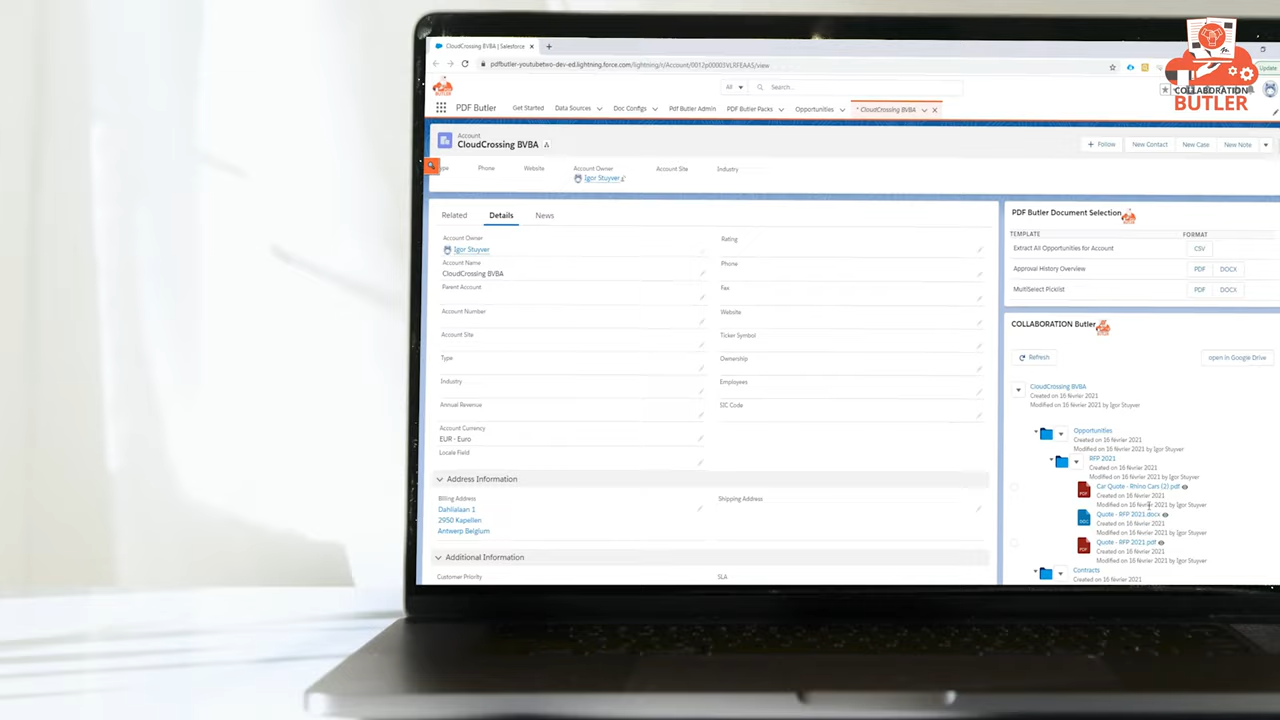 CloudCrossing BVBA | Salesforce
pdfbutler-youtubetwo-dev-ed.lightning.force.com/lightning/r/Account/0012p00003VLRFEAA5/view
Update
All
Search...
COLLABORATION
BUTLER
PDF Butler
Get Started
Data Sources
Doc Configs
Pdf Butler Admin
PDF Butler Packs
Opportunities
* CloudCrossing BVBA
Account
CloudCrossing BVBA
Follow
New Contact
New Case
New Note
Phone
Website
Account Owner
Igor Stuyver
Account Site
Industry
Related
Details
News
Account Owner
Igor Stuyver
Account Name
CloudCrossing BVBA
Parent Account
Account Number
Account Site
Type
Industry
Annual Revenue
Account Currency
EUR - Euro
Locale Field
Rating
Phone
Fax
Website
Ticker Symbol
Ownership
Employees
SIC Code
Address Information
Billing Address
Dahlialaan 1
2950 Kapellen
Antwerp Belgium
Shipping Address
Additional Information
Customer Priority
SLA
PDF Butler Document Selection
TEMPLATE
FORMAT
Extract All Opportunities for Account
CSV
Approval History Overview
PDF
DOCX
MultiSelect Picklist
PDF
DOCX
COLLABORATION Butler
Refresh
open in Google Drive
CloudCrossing BVBA
Created on 16 février 2021
Modified on 16 février 2021 by Igor Stuyver
Opportunities
Created on 16 février 2021
Modified on 16 février 2021 by Igor Stuyver
RFP 2021
Created on 16 février 2021
Modified on 16 février 2021 by Igor Stuyver
PDF
Car Quote - Rhino Cars (2).pdf
Created on 16 février 2021
Modified on 16 février 2021 by Igor Stuyver
DOC
Quote - RFP 2021.docx
Created on 16 février 2021
Modified on 16 février 2021 by Igor Stuyver
PDF
Quote - RFP 2021.pdf
Created on 16 février 2021
Modified on 16 février 2021 by Igor Stuyver
Contracts
Created on 16 février 2021